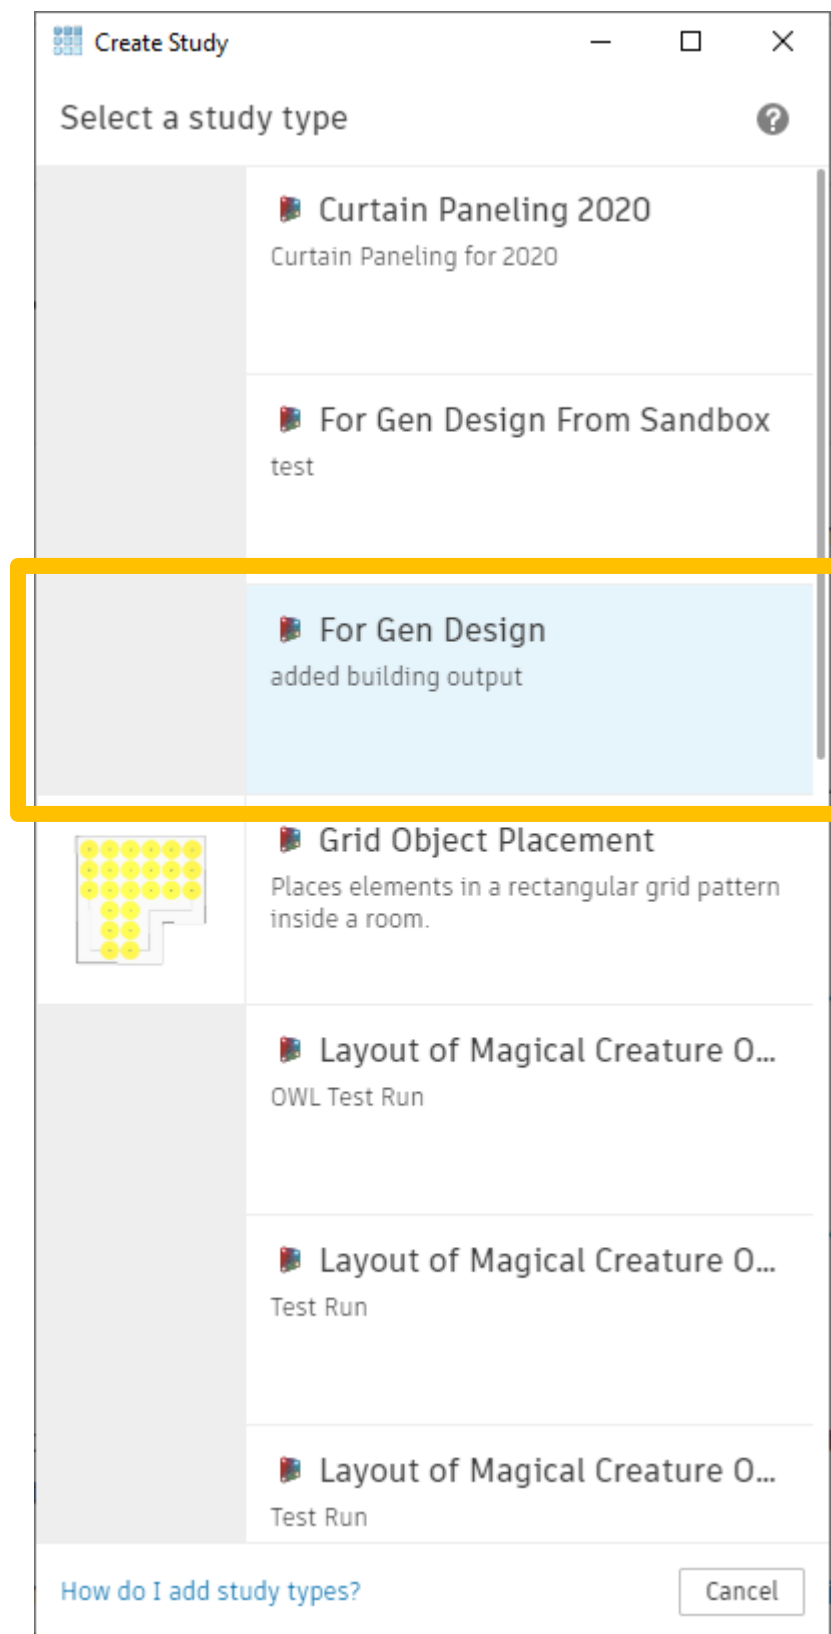 Create Study
Select a study type
Curtain Paneling 2020
Curtain Paneling for 2020
For Gen Design From Sandbox
test
For Gen Design
added building output
Grid Object Placement
Places elements in a rectangular grid pattern
inside a room.
Layout of Magical Creature O...
OWL Test Run
Layout of Magical Creature O...
Test Run
Layout of Magical Creature O...
Test Run
How do I add study types?
Cancel